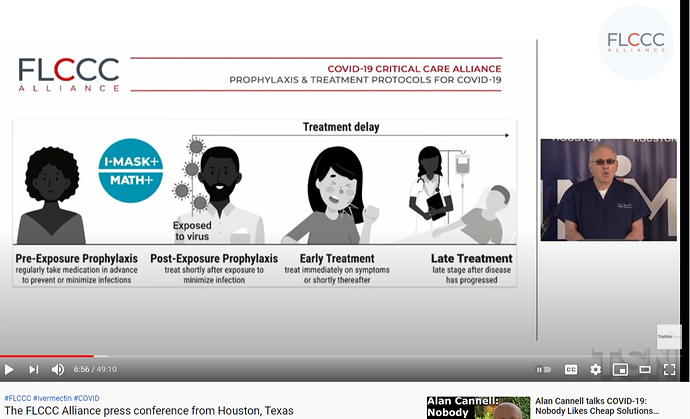 FLCCC
ALLIANCE
COVID-19 CRITICAL CARE ALLIANCE
PROPHYLAXIS & TREATMENT PROTOCOLS FOR COVID-19
FLCCC
ALLIANCE
Treatment delay
I-MASK+
MATH+
Exposed
to virus
Pre-Exposure Prophylaxis
regularly take medication in advance
to prevent or minimize infections
Post-Exposure Prophylaxis
treat shortly after exposure to
minimize infection
Early Treatment
treat immediately on symptoms
or shortly thereafter
Late Treatment
late stage after disease
has progressed
HOUSTON
HOUSTON
TSN
6:56 / 49:10
CC
#FLCCC #ivermectin #COVID
The FLCCC Alliance press conference from Houston, Texas
Alan Cannell:
Nobody
Alan Cannell talks COVID-19:
Nobody Likes Cheap Solutions...